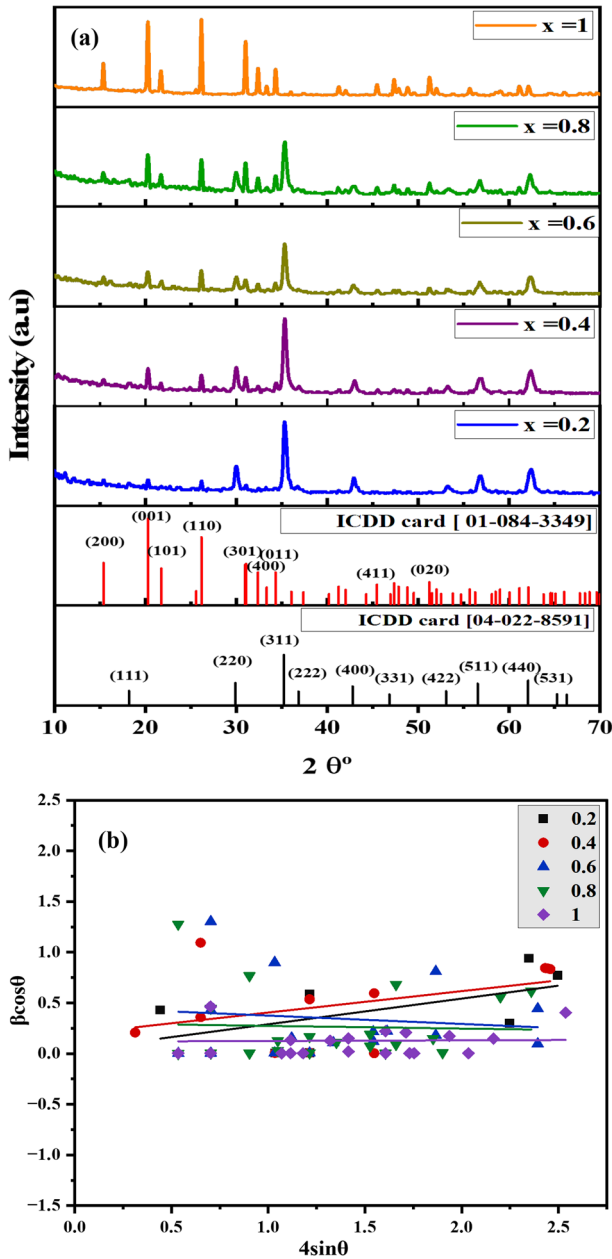 (a)
x =1
x =0.8
x =0.6
x =0.4
x =0.2
Intensity (a.u)
ICDD card [ 01-084-3349]
(200) (001) (101) (110) (301) (400) (011) (411) (020)
ICDD card [04-022-8591]
(111) (220) (311) (222) (400) (331) (422) (511) (440) (531)
10 20 30 40 50 60 70
2 θº
(b)
0.2
0.4
0.6
0.8
1
2.5
2.0
1.5
1.0
0.5
0.0
−0.5
−1.0
−1.5
βcosθ
0.0 0.5 1.0 1.5 2.0 2.5
4sinθ